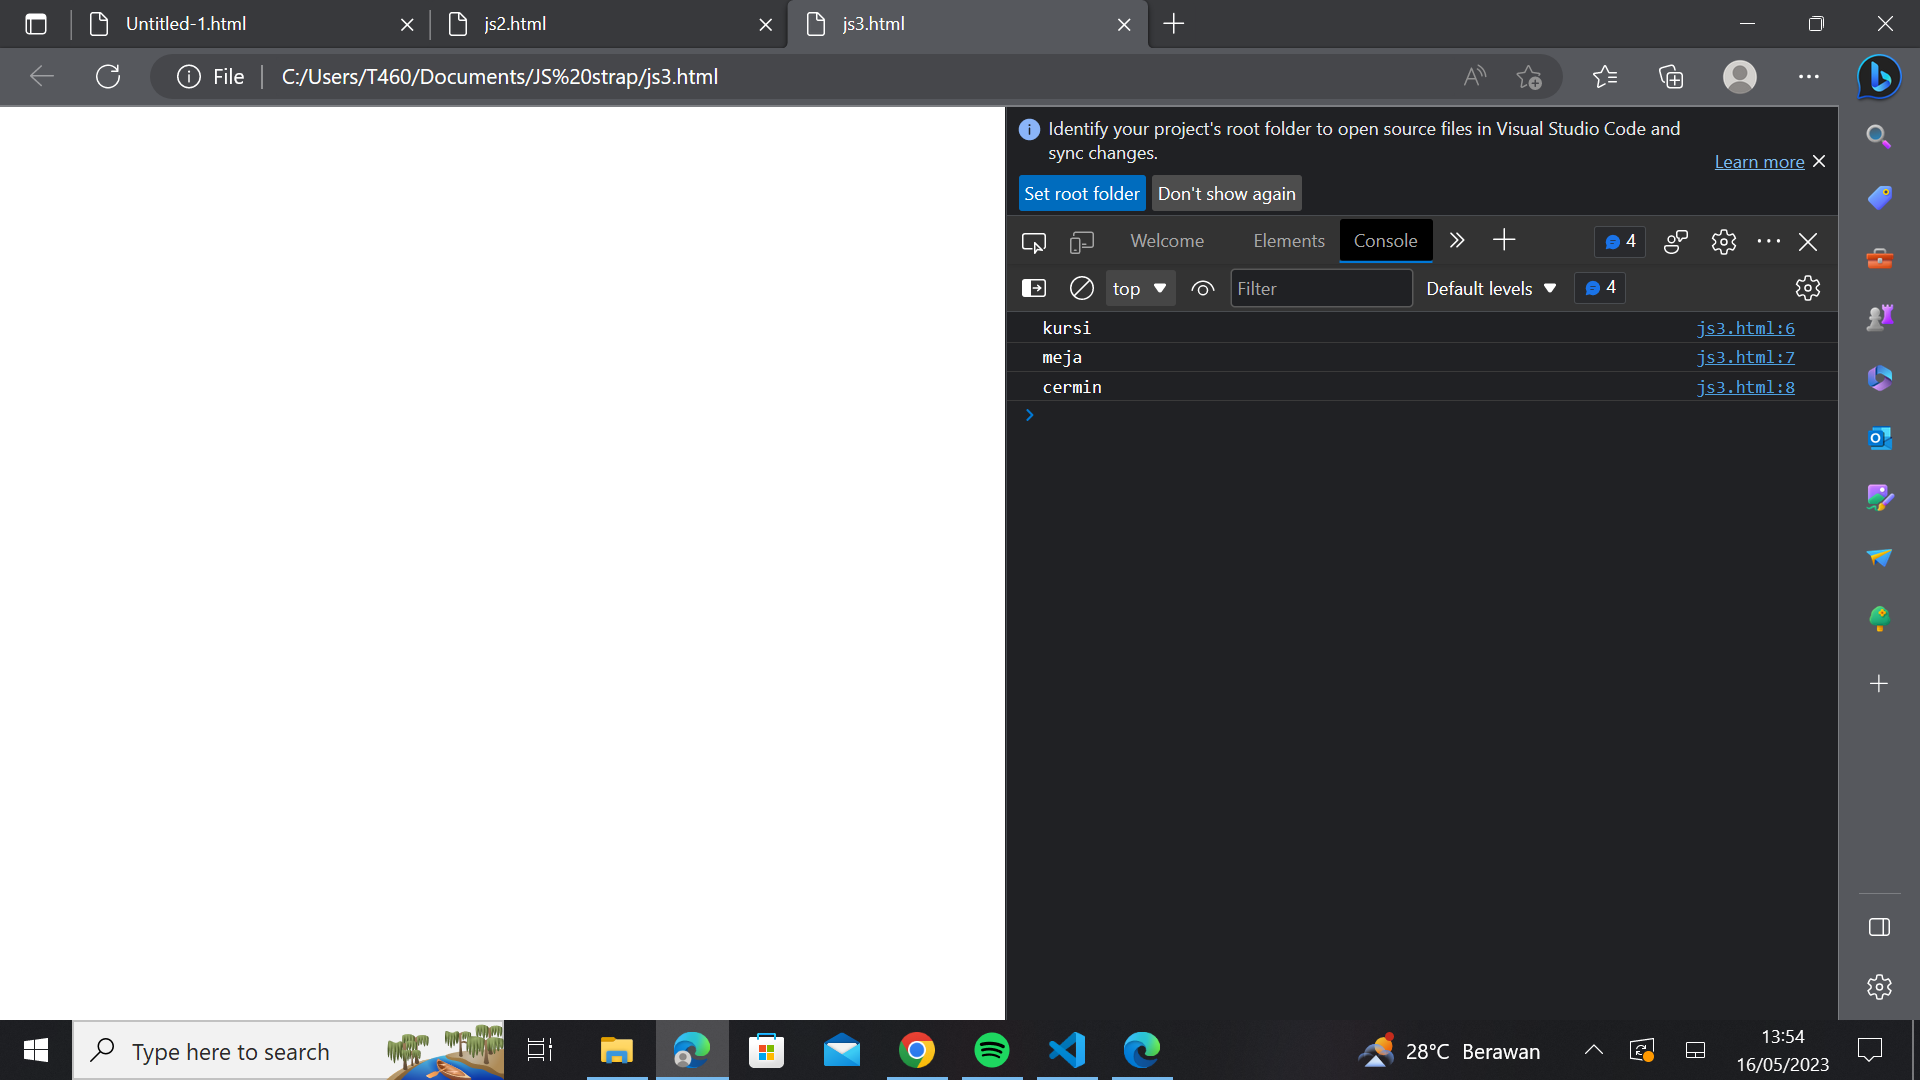 Untitled-1.html
js2.html
js3.html
File
C:/Users/T460/Documents/JS%20strap/js3.html
Identify your project's root folder to open source files in Visual Studio Code and
sync changes.
Learn more
Set root folder
Don't show again
Welcome
Elements
Console
4
top
Filter
Default levels
4
kursi
js3.html:6
meja
js3.html:7
cermin
js3.html:8
Type here to search
28°C Berawan
13:54
16/05/2023